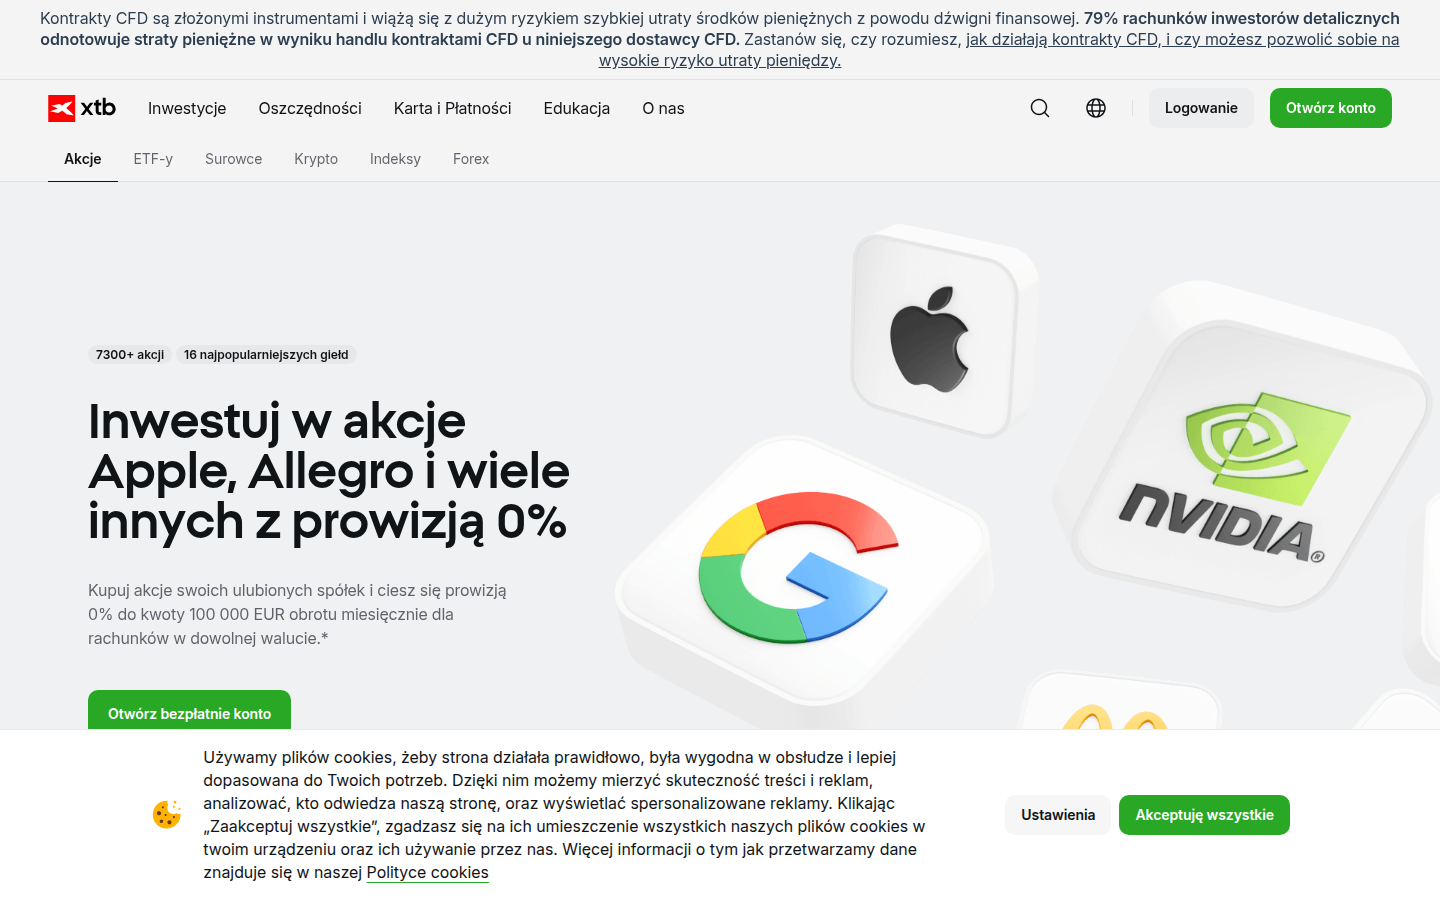 Kontrakty CFD są złożonymi instrumentami i wiążą się z dużym ryzykiem szybkiej utraty środków pieniężnych z powodu dźwigni finansowej. 79% rachunków inwestorów detalicznych
odnotowuje straty pieniężne w wyniku handlu kontraktami CFD u niniejszego dostawcy CFD. Zastanów się, czy rozumiesz, jak działają kontrakty CFD, i czy możesz pozwolić sobie na
wysokie ryzyko utraty pieniędzy.
xtb Inwestycje Oszczędności Karta i Płatności Edukacja O nas Logowanie Otwórz konto
Akcje ETF-y Surowce Krypto Indeksy Forex
7300+ akcji 16 najpopularniejszych giełd
Inwestuj w akcje
Apple, Allegro i wiele
innych z prowizją 0%
Kupuj akcje swoich ulubionych spółek i ciesz się prowizją
0% do kwoty 100 000 EUR obrotu miesięcznie dla
rachunków w dowolnej walucie.*
Otwórz bezpłatnie konto
NVIDIA®
Używamy plików cookies, żeby strona działała prawidłowo, była wygodna w obsłudze i lepiej
dopasowana do Twoich potrzeb. Dzięki nim możemy mierzyć skuteczność treści i reklam,
analizować, kto odwiedza naszą stronę, oraz wyświetlać spersonalizowane reklamy. Klikając
„Zaakceptuj wszystkie”, zgadzasz się na ich umieszczenie wszystkich naszych plików cookies w
twoim urządzeniu oraz ich używanie przez nas. Więcej informacji o tym jak przetwarzamy dane
znajduje się w naszej Polityce cookies
Ustawienia Akceptuję wszystkie